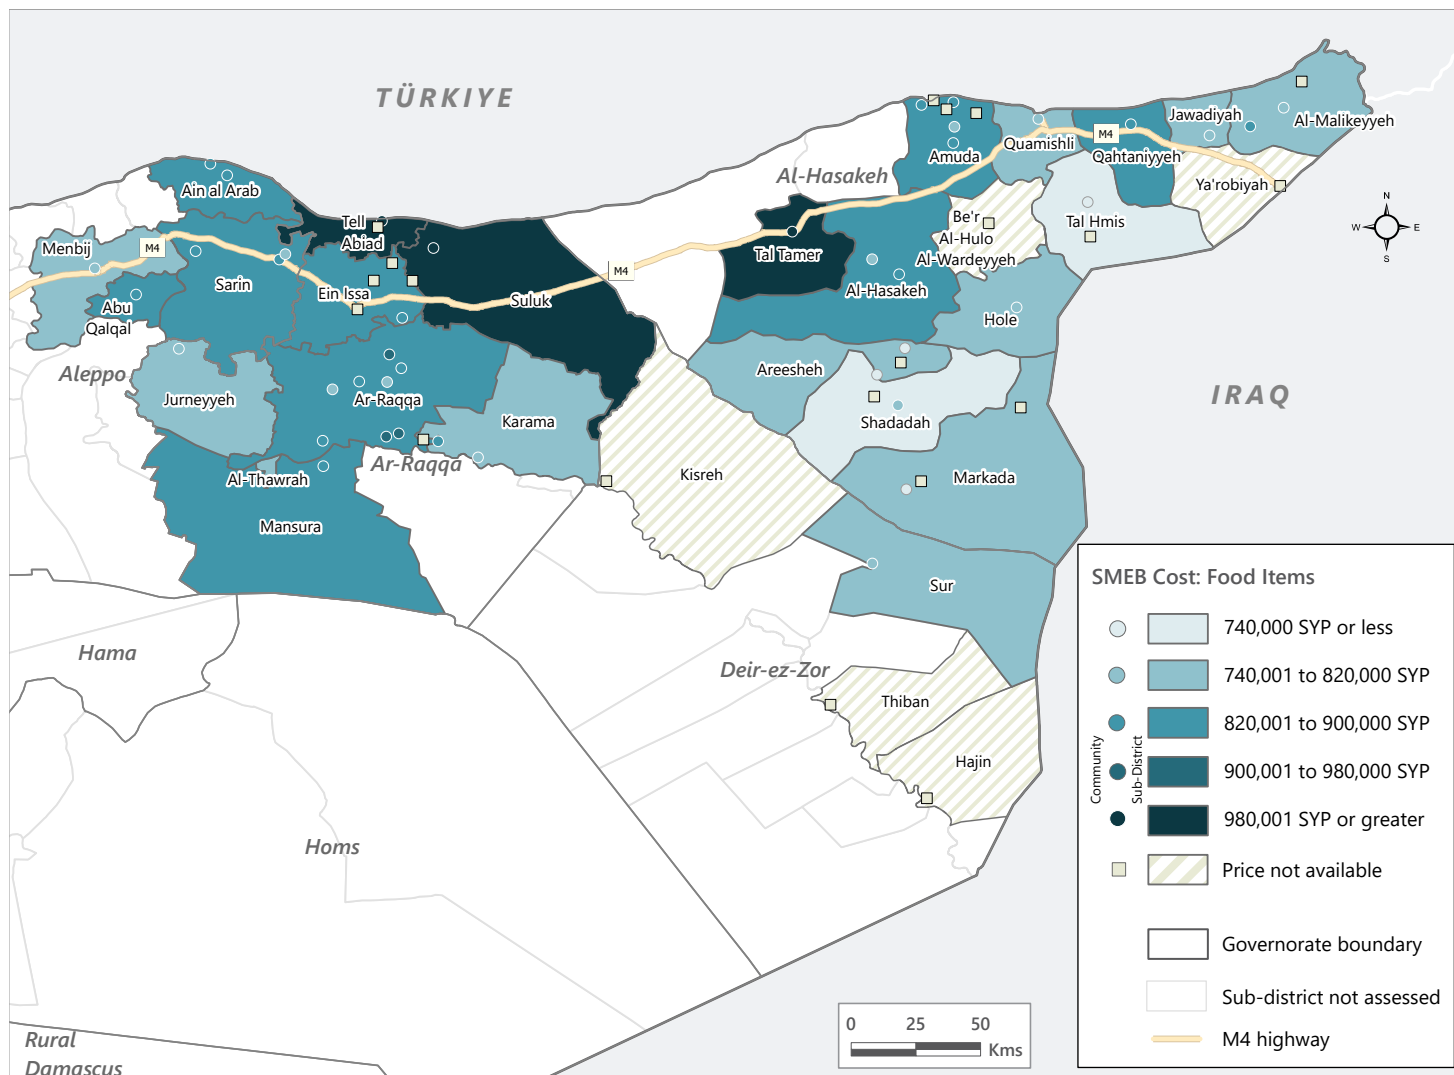 TÜRKIYE
Al-Malikeyyeh
Jawadiyah
M4
Qahtaniyyeh
Quamishli
Amuda
Ya'robiyah
Al-Hasakeh
Tal Hmis
Ain al Arab
Be'r
Al-Hulo
Al-Wardeyyeh
N
W
E
S
Tell
Abiad
Menbij
M4
Tal Tamer
M4
Sarin
Ein Issa
Suluk
Al-Hasakeh
Abu
Qalqal
Hole
Aleppo
Areesheh
IRAQ
Jurneyyeh
Ar-Raqqa
Karama
Shadadah
Ar-Raqqa
Kisreh
Markada
Al-Thawrah
Mansura
Sur
Hama
Deir-ez-Zor
Thiban
Hajin
Homs
Rural
Damascus
SMEB Cost: Food Items
740,000 SYP or less
740,001 to 820,000 SYP
820,001 to 900,000 SYP
900,001 to 980,000 SYP
980,001 SYP or greater
Community
Sub-District
Price not available
Governorate boundary
Sub-district not assessed
M4 highway
0 25 50
Kms